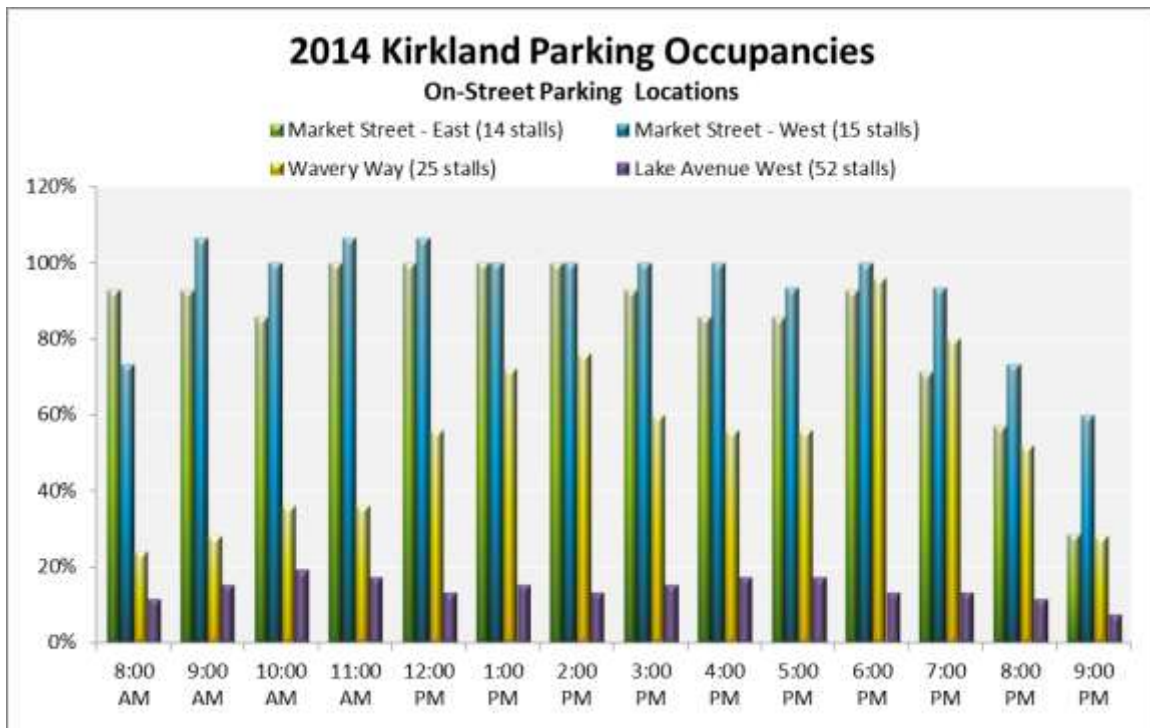 2014 Kirkland Parking Occupancies
On-Street Parking Locations
Market Street - East (14 stalls) Market Street - West (15 stalls)
Wavery Way (25 stalls) Lake Avenue West (52 stalls)
120%
100%
80%
60%
40%
20%
0%
8:00 9:00 10:00 11:00 12:00 1:00 2:00 3:00 4:00 5:00 6:00 7:00 8:00 9:00
AM AM AM AM PM PM PM PM PM PM PM PM PM PM